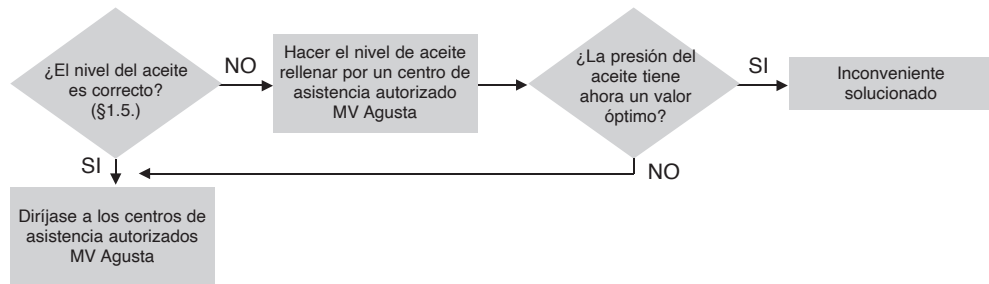 ¿El nivel del aceite
es correcto?
(§1.5.)
NO
Hacer el nivel de aceite
rellenar por un centro de
asistencia autorizado
MV Agusta
¿La presión del
aceite tiene
ahora un valor
óptimo?
SI
Inconveniente
solucionado
SI
NO
Diríjase a los centros de
asistencia autorizados
MV Agusta